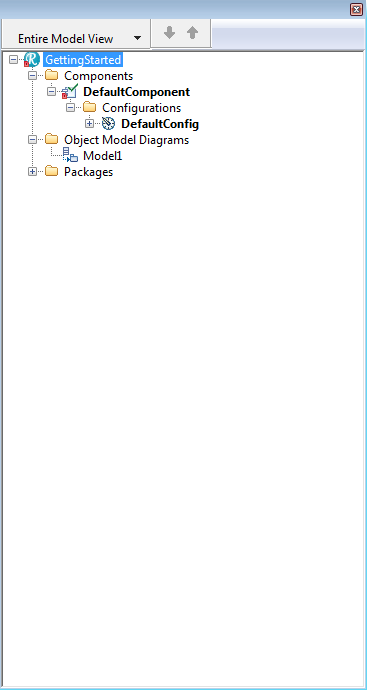 Entire Model View
GettingStarted
Components
DefaultComponent
Configurations
DefaultConfig
Object Model Diagrams
Model1
Packages